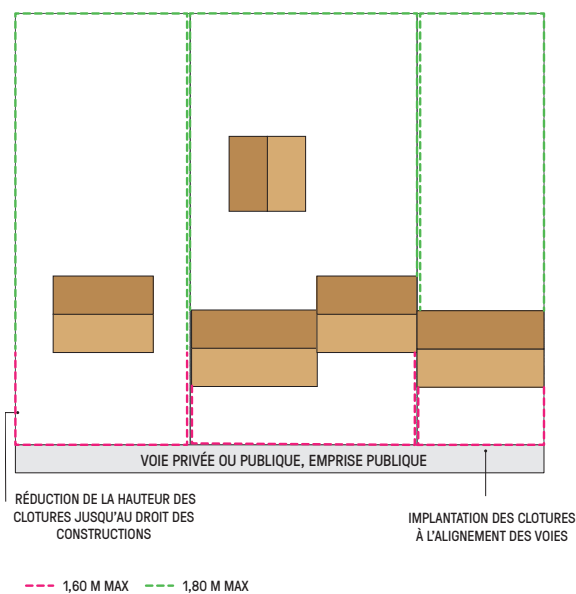 VOIE PRIVÉE OU PUBLIQUE, EMPRISE PUBLIQUE
RÉDUCTION DE LA HAUTEUR DES
CLOTURES JUSQU'AU DROIT DES
CONSTRUCTIONS
IMPLANTATION DES CLOTURES
À L'ALIGNEMENT DES VOIES
1,60 M MAX
1,80 M MAX